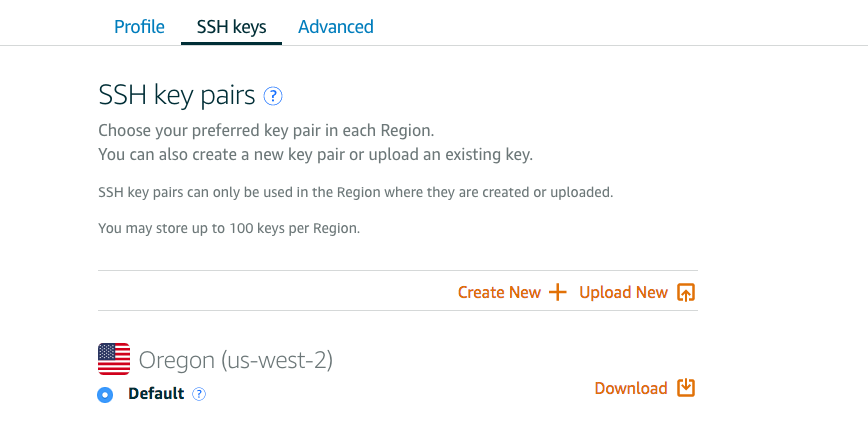 Profile SSH keys Advanced
SSH key pairs ?
Choose your preferred key pair in each Region.
You can also create a new key pair or upload an existing key.
SSH key pairs can only be used in the Region where they are created or uploaded.
You may store up to 100 keys per Region.
Create New + Upload New
Oregon (us-west-2)
Default ?
Download